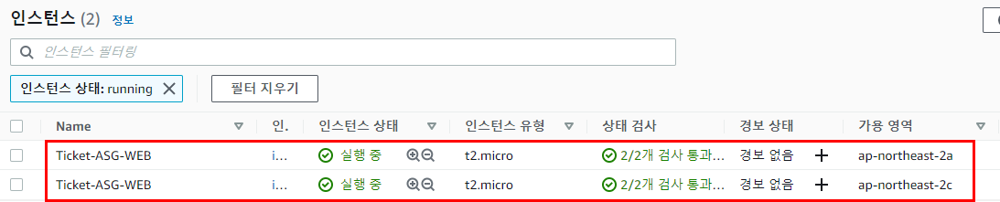 인스턴스 (2) 정보
인스턴스 필터링
인스턴스 상태: running
필터 지우기
Name 인. 인스턴스 상태 인스턴스 유형 상태 검사 경보 상태 가용 영역
Ticket-ASG-WEB i... 실행 중 t2.micro 2/2개 검사 통과... 경보 없음 ap-northeast-2a
Ticket-ASG-WEB i... 실행 중 t2.micro 2/2개 검사 통과... 경보 없음 ap-northeast-2c